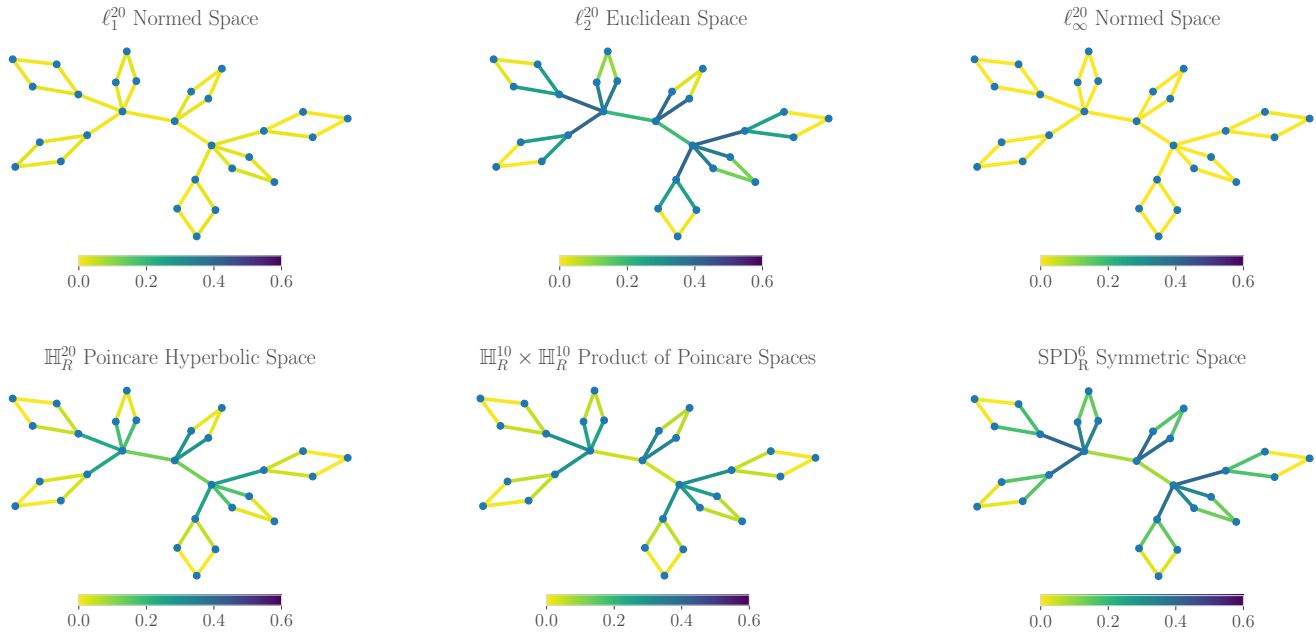 ℓ₁²⁰ Normed Space
ℓ₂²⁰ Euclidean Space
ℓ∞²⁰ Normed Space
0.0 0.2 0.4 0.6
0.0 0.2 0.4 0.6
0.0 0.2 0.4 0.6
ℍ_R²⁰ Poincare Hyperbolic Space
ℍ_R¹⁰ × ℍ_R¹⁰ Product of Poincare Spaces
SPD_R⁶ Symmetric Space
0.0 0.2 0.4 0.6
0.0 0.2 0.4 0.6
0.0 0.2 0.4 0.6